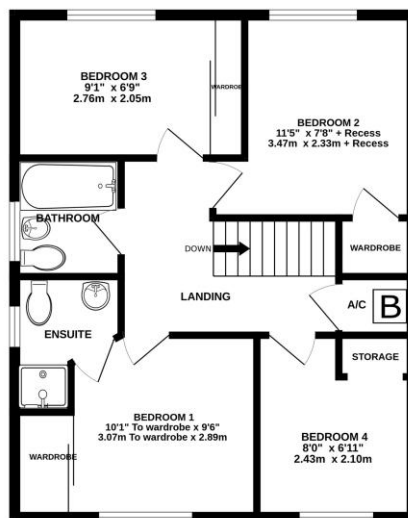 BEDROOM 3
9'1" x 6'9"
2.76m x 2.05m
WARDROBE
BEDROOM 2
11'5" x 7'8" + Recess
3.47m x 2.33m + Recess
BATHROOM
DOWN
WARDROBE
LANDING
A/C
B
ENSUITE
STORAGE
BEDROOM 1
10'1" To wardrobe x 9'6"
3.07m To wardrobe x 2.89m
WARDROBE
BEDROOM 4
8'0" x 6'11"
2.43m x 2.10m